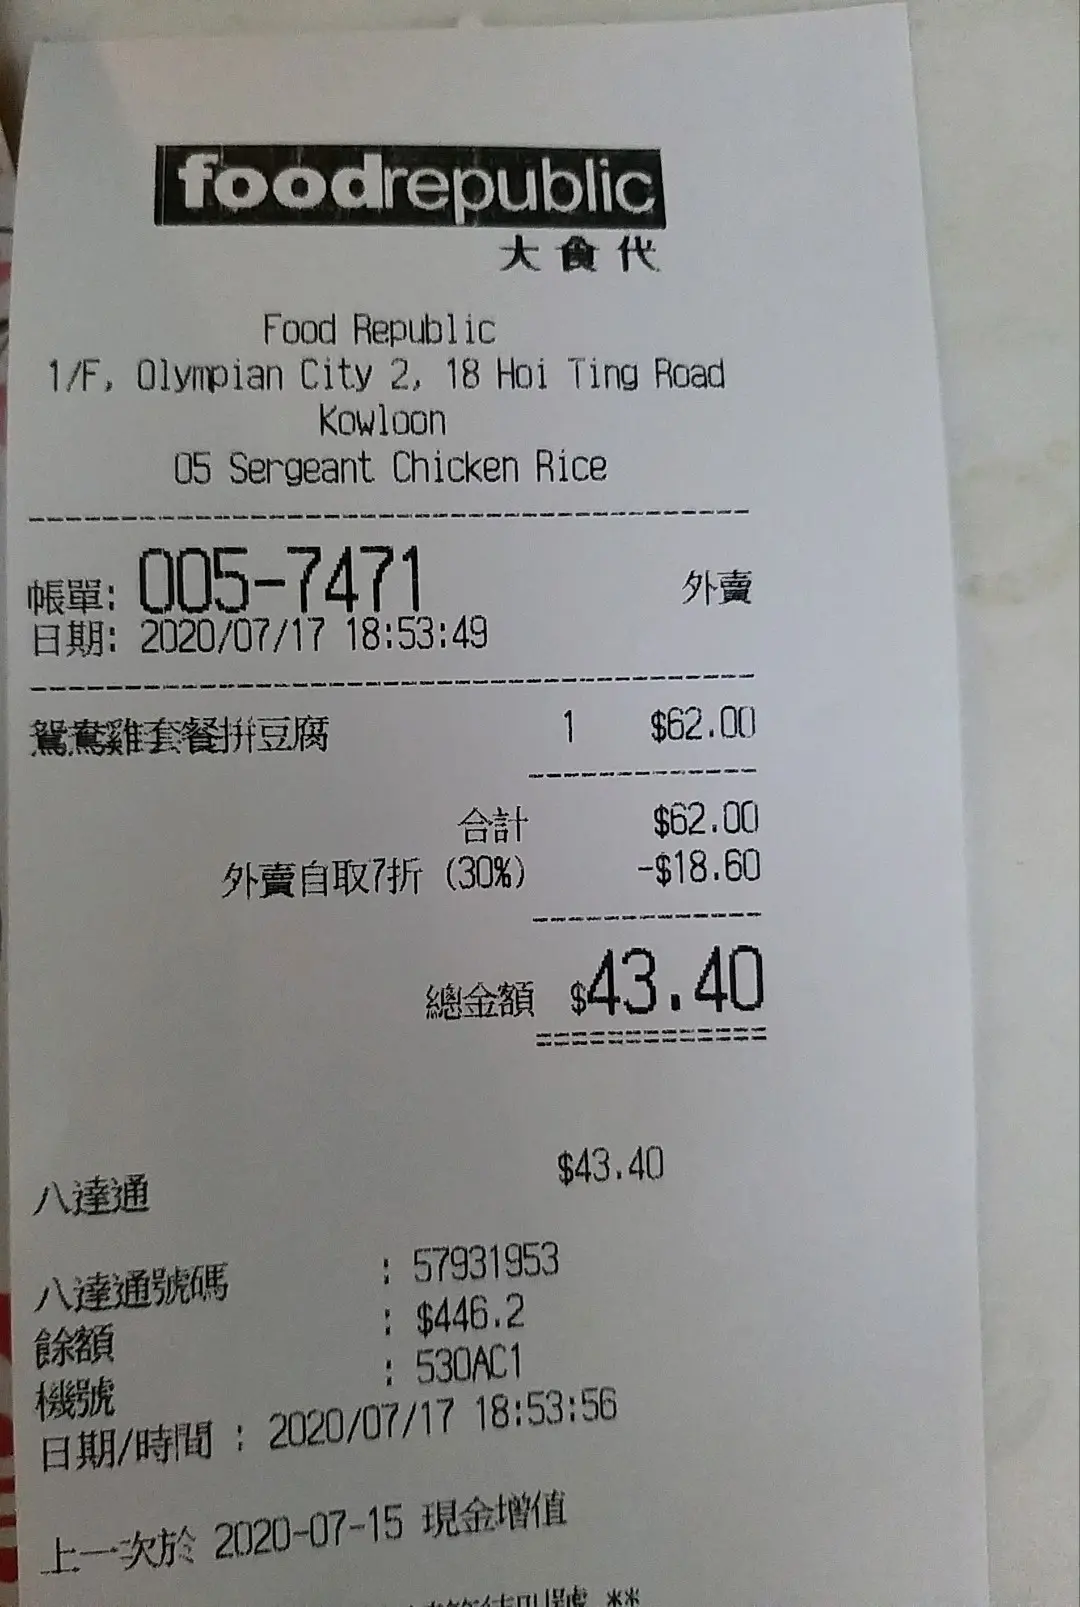 foodrepublic
大食代
Food Republic
1/F, Olympian City 2, 18 Hoi Ting Road
Kowloon
05 Sergeant Chicken Rice
帳單: 005-7471 外賣
日期: 2020/07/17 18:53:49
鴛鴦雞套餐拼豆腐 1 $62.00
合計 $62.00
外賣自取7折 (30%) -$18.60
總金額 $43.40
八達通 $43.40
八達通號碼 : 57931953
餘額 : $446.2
機號 : 530AC1
日期/時間 : 2020/07/17 18:53:56
上一次於 2020-07-15 現金增值
**